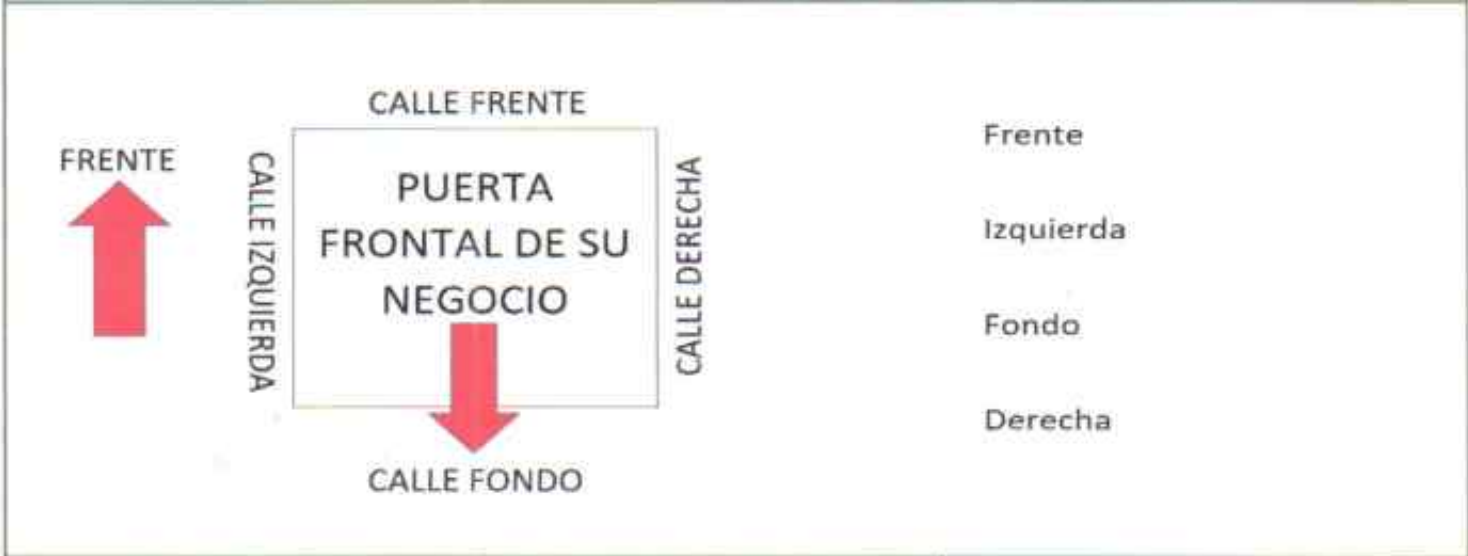 CALLE FRENTE
FRENTE
CALLE IZQUIERDA
PUERTA
FRONTAL DE SU
NEGOCIO
CALLE DERECHA
CALLE FONDO
Frente
Izquierda
Fondo
Derecha